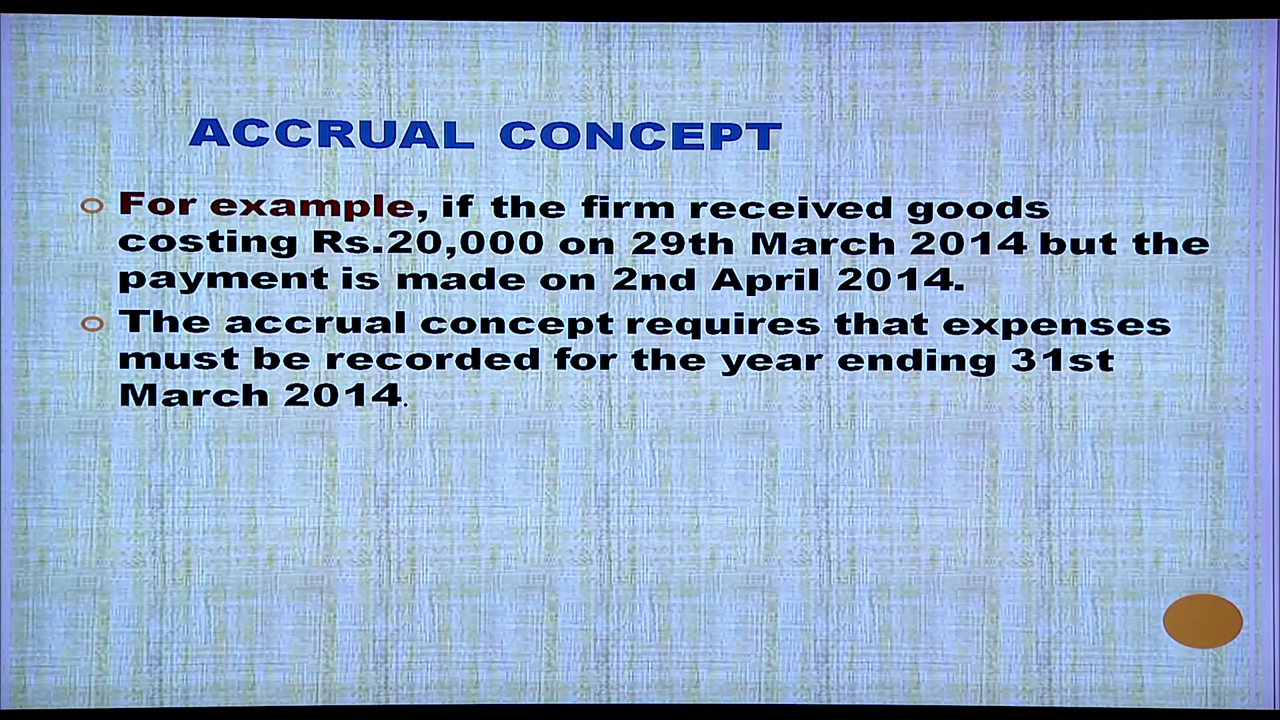 ACCRUAL CONCEPT
For example, if the firm received goods
costing Rs.20,000 on 29th March 2014 but the
payment is made on 2nd April 2014.
The accrual concept requires that expenses
must be recorded for the year ending 31st
March 2014.